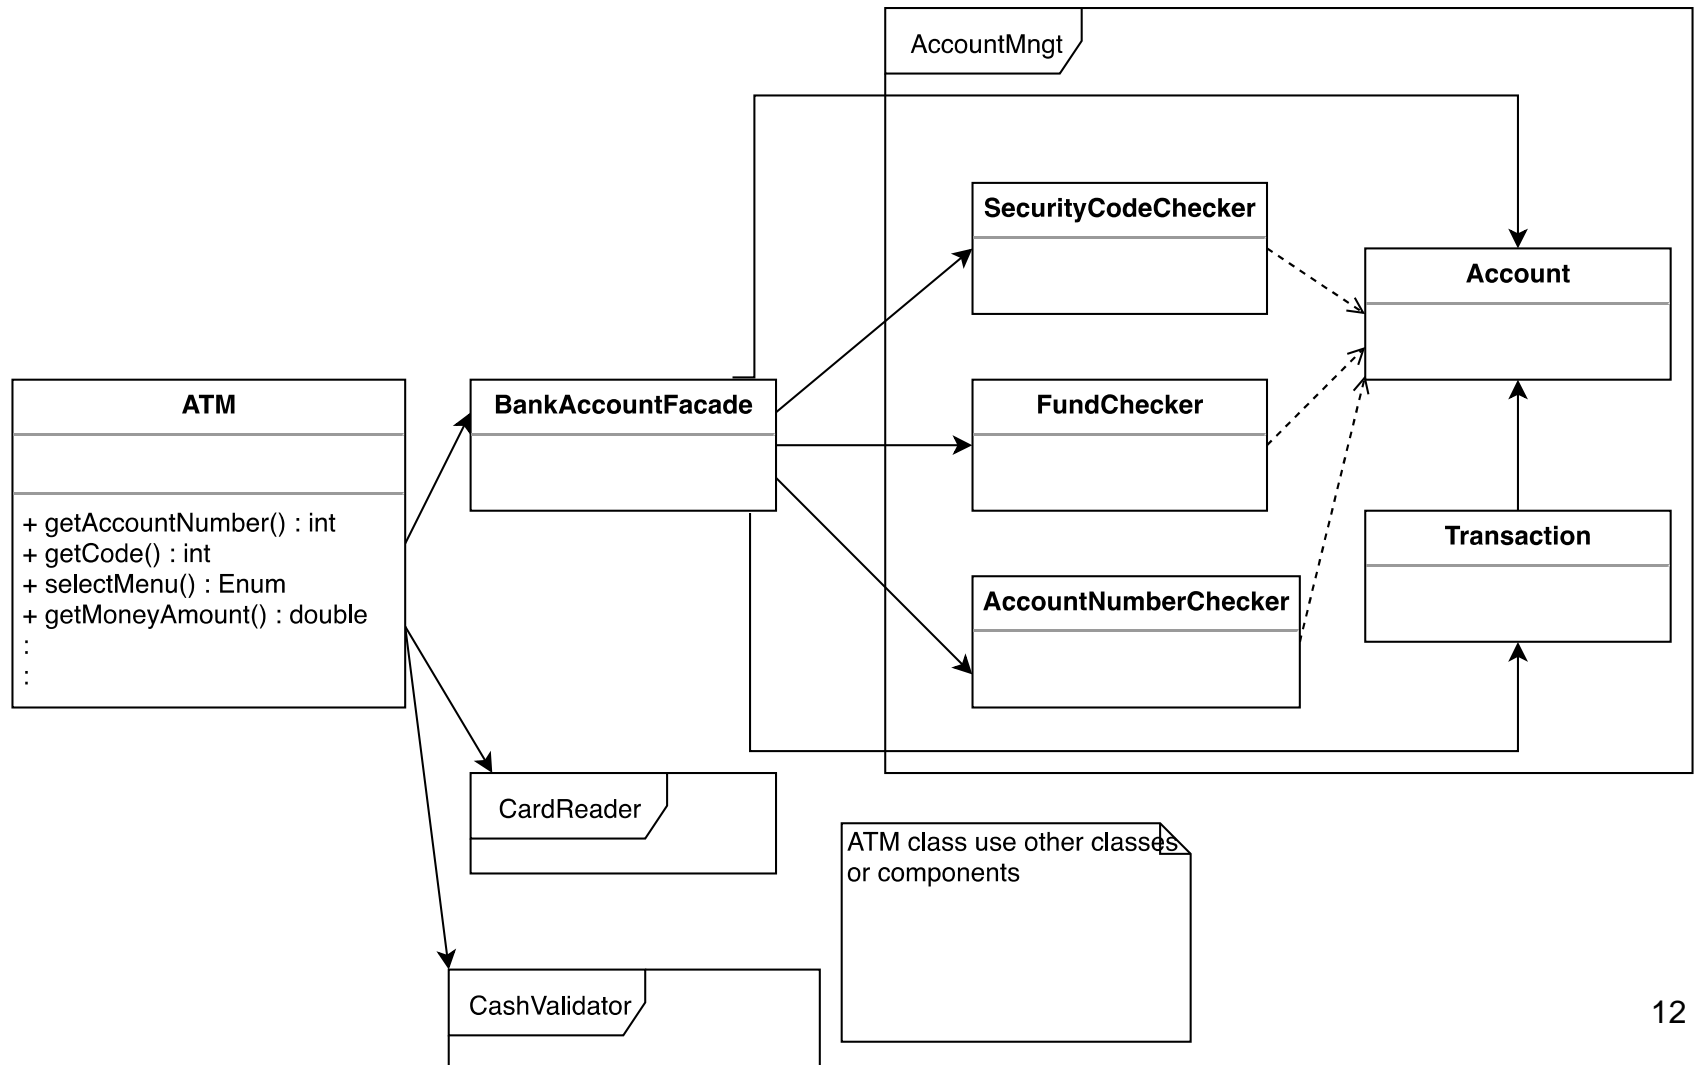 AccountMngt
SecurityCodeChecker
Account
ATM
BankAccountFacade
FundChecker
+ getAccountNumber() : int
+ getCode() : int
+ selectMenu() : Enum
+ getMoneyAmount() : double
:
:
Transaction
AccountNumberChecker
CardReader
ATM class use other classes
or components
CashValidator
12